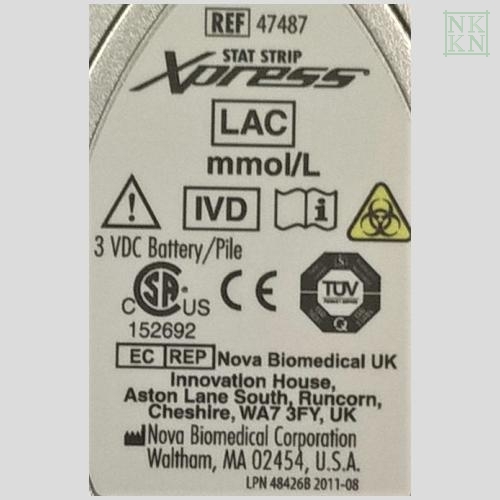 REF 47487
STAT STRIP
Xpress
LAC
mmol/L
IVD i
3 VDC Battery/Pile
C SA US CE TÜV
152692
EC REP Nova Biomedical UK
Innovation House,
Aston Lane South, Runcorn,
Cheshire, WA7 3FY, UK
Nova Biomedical Corporation
Waltham, MA 02454, U.S.A.
LPN 48426B 2011-08
NK
KN